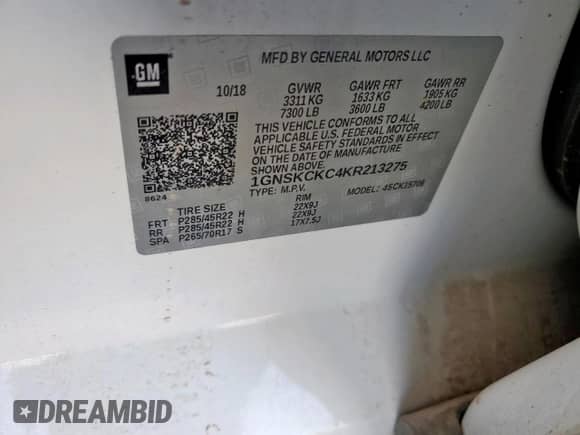 GM
MFD BY GENERAL MOTORS LLC
10/18 GVWR GAWR FRT GAWR RR
3311 KG 1633 KG 1905 KG
7300 LB 3600 LB 4200 LB
THIS VEHICLE CONFORMS TO ALL
APPLICABLE U.S. FEDERAL MOTOR
VEHICLE SAFETY STANDARDS IN EFFECT
ON THE DATE OF MANUFACTURE
SHOWN ABOVE.
1GNSKCKC4KR213275
TYPE: M.P.V. MODEL: 4SCK15706
8624
TIRE SIZE RIM
FRT P285/45R22 H 22X9J
RR P285/45R22 H 22X9J
SPA P265/70R17 S 17X7.5J
DREAMBID